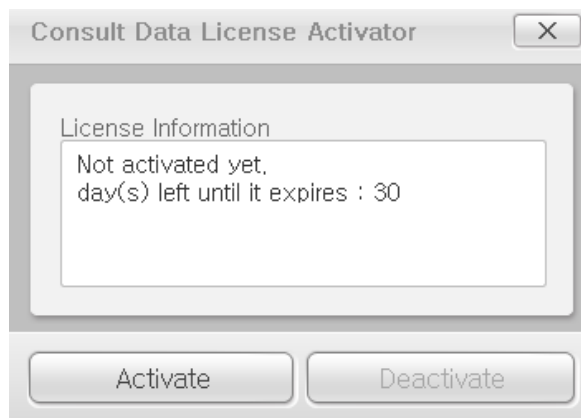 Consult Data License Activator
License Information
Not activated yet,
day(s) left until it expires : 30
Activate
Deactivate